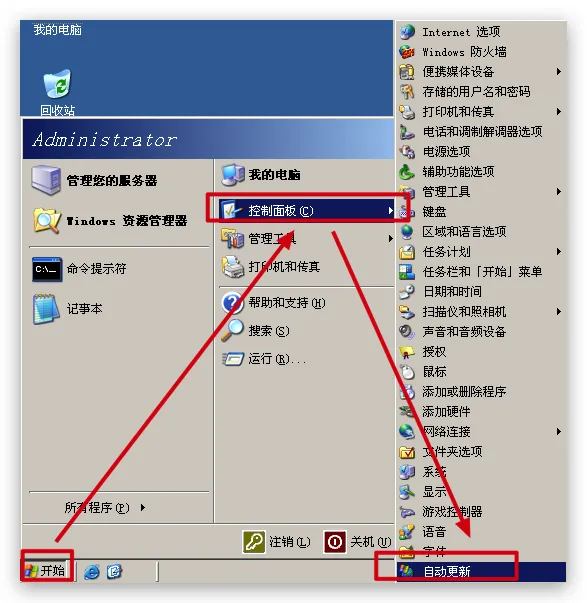 我的电脑
回收站
Administrator
管理您的服务器
Windows 资源管理器
命令提示符
记事本
所有程序(P)
我的电脑
控制面板(C)
管理工具
打印机和传真
帮助和支持(H)
搜索(S)
运行(R)...
注销(L)
关机(U)
开始
Internet 选项
Windows 防火墙
便携媒体设备
存储的用户名和密码
打印机和传真
电话和调制解调器选项
电源选项
辅助功能选项
管理工具
键盘
区域和语言选项
任务计划
任务栏和「开始」菜单
日期和时间
扫描仪和照相机
声音和音频设备
授权
鼠标
添加或删除程序
添加硬件
网络连接
文件夹选项
系统
显示
游戏控制器
语音
字体
自动更新